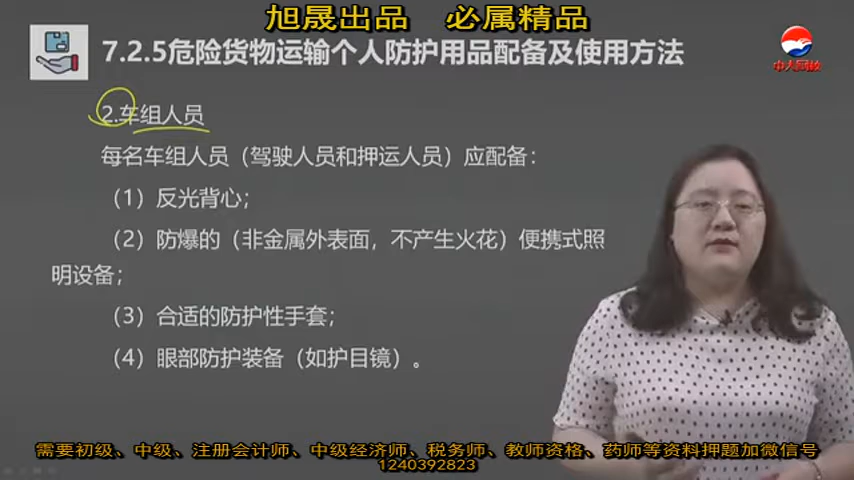 旭晟出品 必属精品
7.2.5危险货物运输个人防护用品配备及使用方法
2.车组人员
每名车组人员（驾驶人员和押运人员）应配备：
（1）反光背心；
（2）防爆的（非金属外表面，不产生火花）便携式照
明设备；
（3）合适的防护性手套；
（4）眼部防护装备（如护目镜）。
需要初级、中级、注册会计师、中级经济师、税务师、教师资格、药师等资料押题加微信号
1240392823